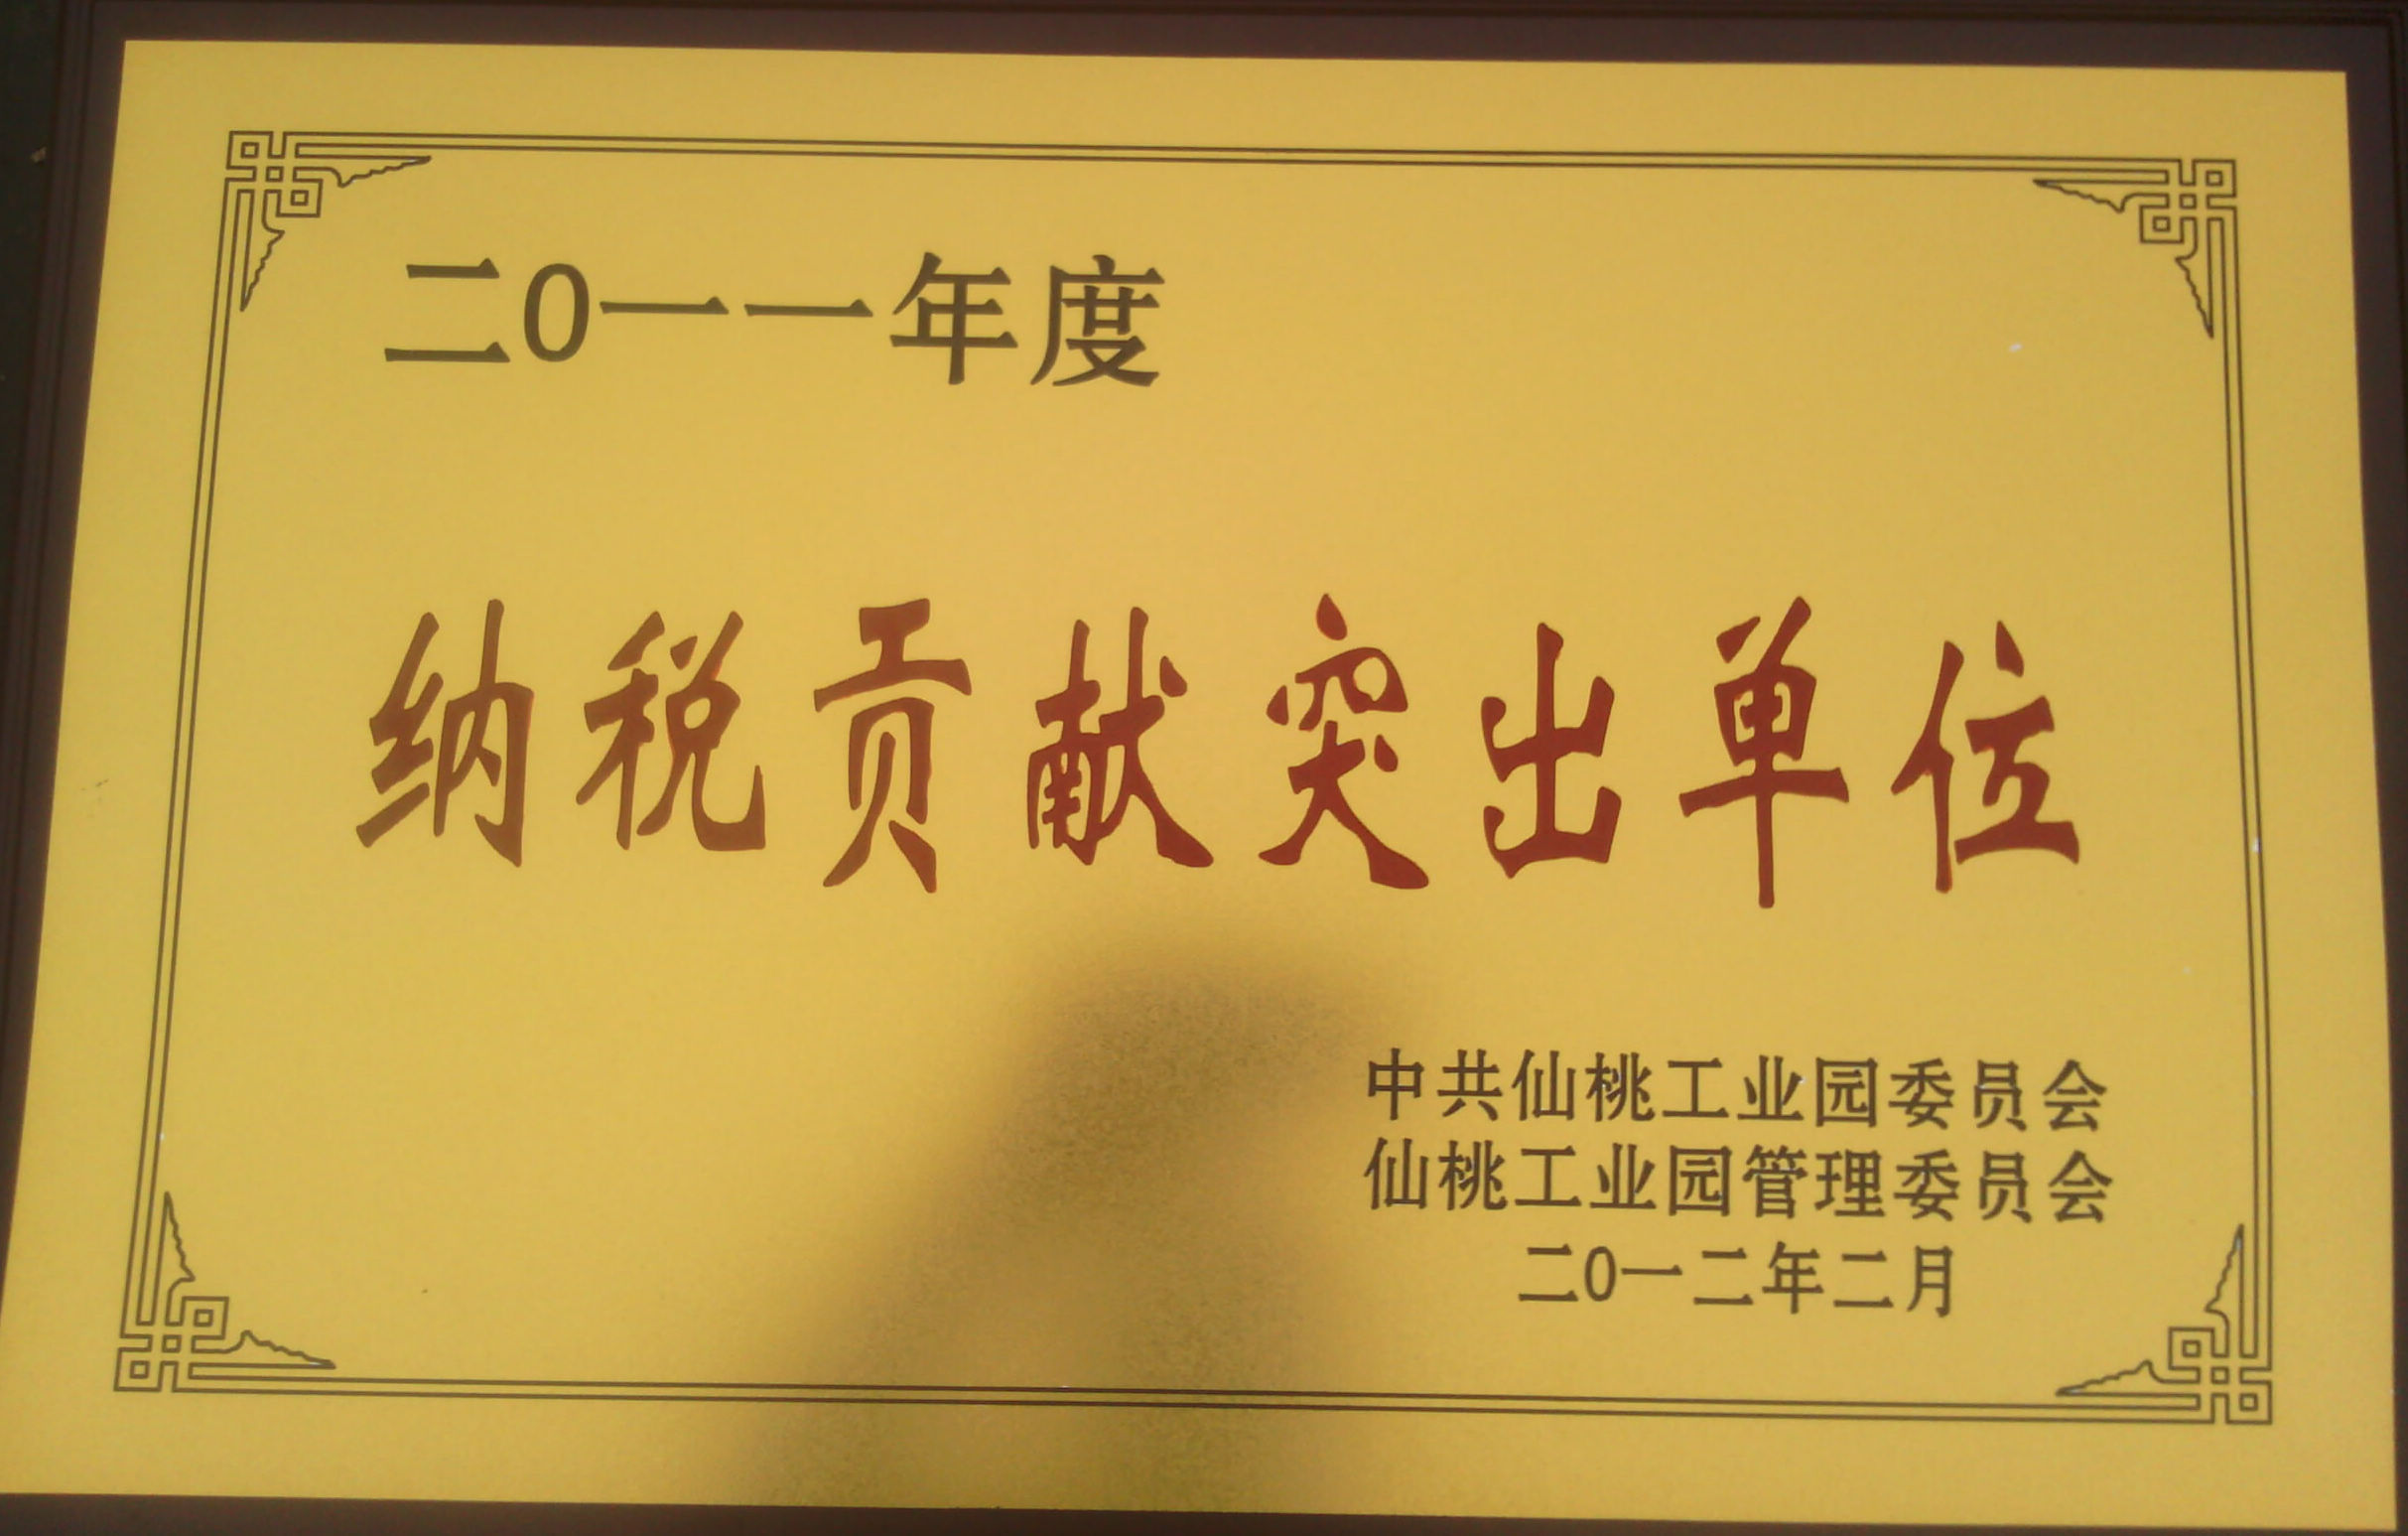 二0一一年度
纳税贡献突出单位
中共仙桃工业园委员会
仙桃工业园管理委员会
二0一二年二月